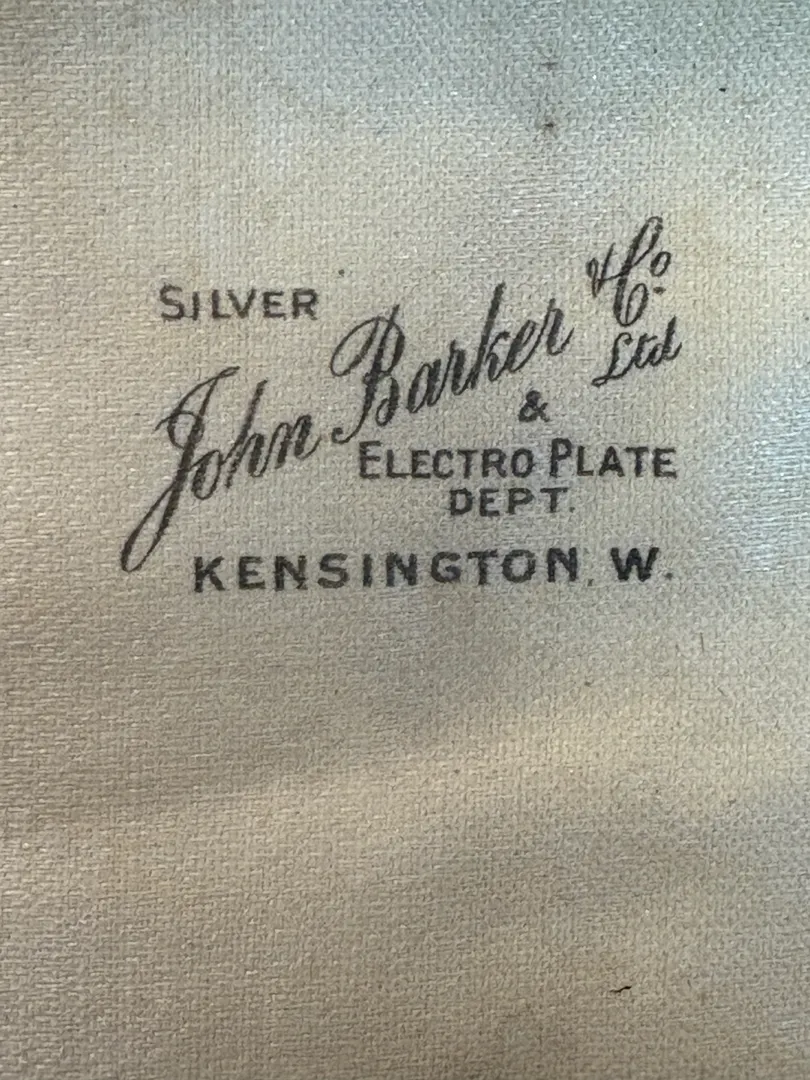 SILVER
John Barker & Co.
Ltd
&
ELECTRO PLATE
DEPT.
KENSINGTON. W.